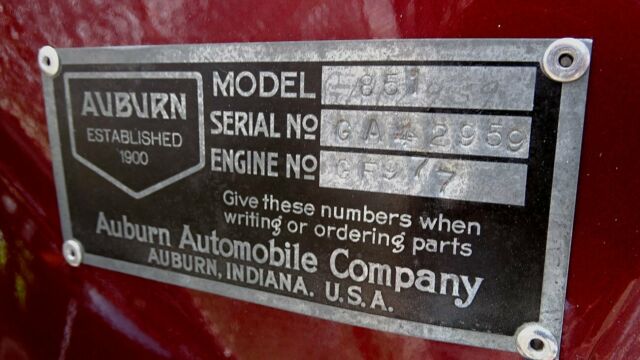 AUBURN
ESTABLISHED
1900
MODEL 851
SERIAL NO GA42959
ENGINE NO
Give these numbers when
writing or ordering parts
Auburn Automobile Company
AUBURN, INDIANA. U.S.A.